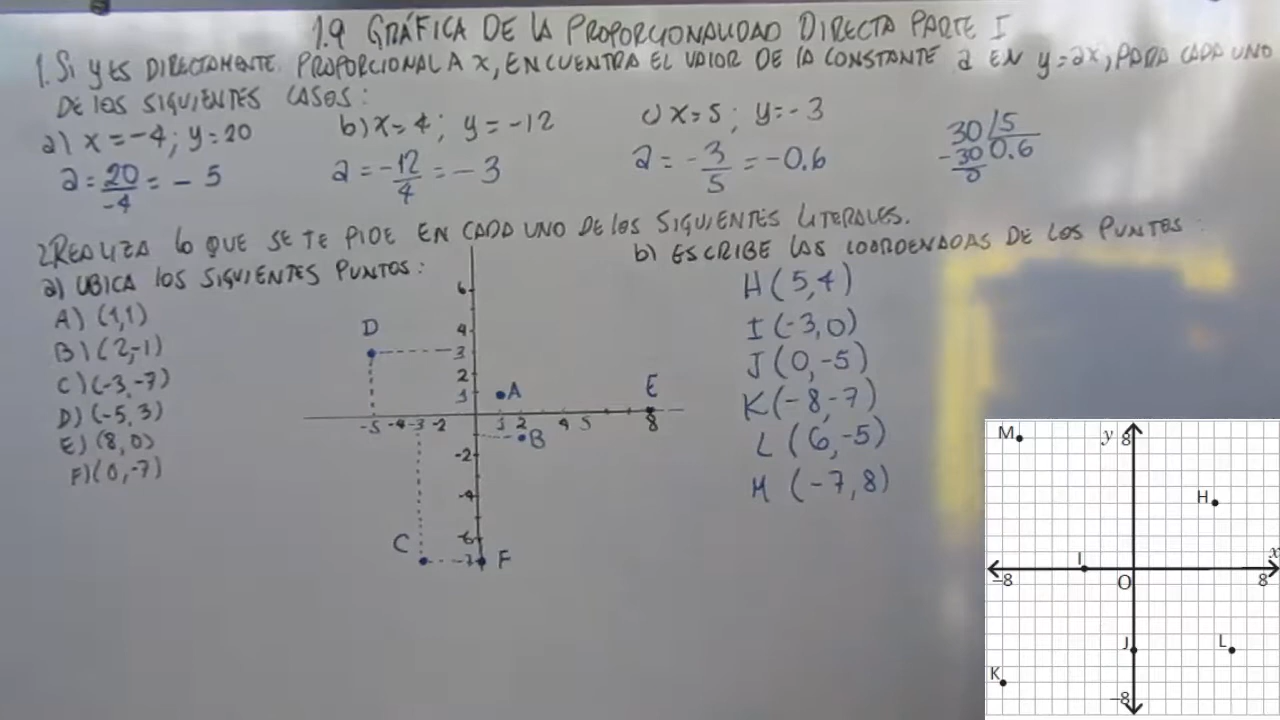 1.9 GRÁFICA DE LA PROPORCIONALIDAD DIRECTA PARTE I
1. SI y ES DIRECTAMENTE PROPORCIONAL A x, ENCUENTRA EL VALOR DE LA CONSTANTE a EN y=ax, PARA CADA UNO
DE LOS SIGUIENTES CASOS:
a) x=-4; y=20
b) x=4; y=-12
c) x=5; y=-3
a=20/-4=-5
a=-12/4=-3
a=-3/5=-0.6
30/5
-30 0.6
0
2. REALIZA LO QUE SE TE PIDE EN CADA UNO DE LOS SIGUIENTES LITERALES.
a) UBICA LOS SIGUIENTES PUNTOS:
A) (1,1)
B) (2,-1)
C) (-3,-7)
D) (-5,3)
E) (8,0)
F) (0,-7)
6
D
4
3
2
1
A
E
-5 -4 -3 -2 1 2 4 5 8
B
-2
-4
-6
C
-7
F
b) ESCRIBE LAS COORDENADAS DE LOS PUNTOS:
H (5,4)
I (-3,0)
J (0,-5)
K (-8,-7)
L (6,-5)
M (-7,8)
M y 8
H
I x
-8 O 8
J L
K
-8